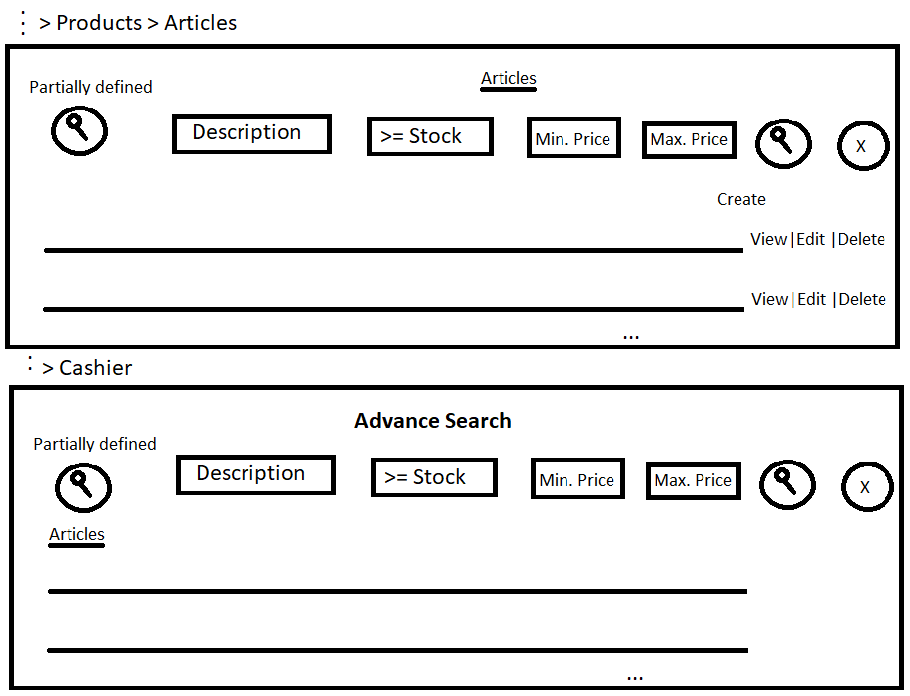 ⋮ > Products > Articles
Articles
Partially defined
Description
>= Stock
Min. Price
Max. Price
X
Create
View|Edit |Delete
View|Edit |Delete
...
: > Cashier
Advance Search
Partially defined
Description
>= Stock
Min. Price
Max. Price
X
Articles
...